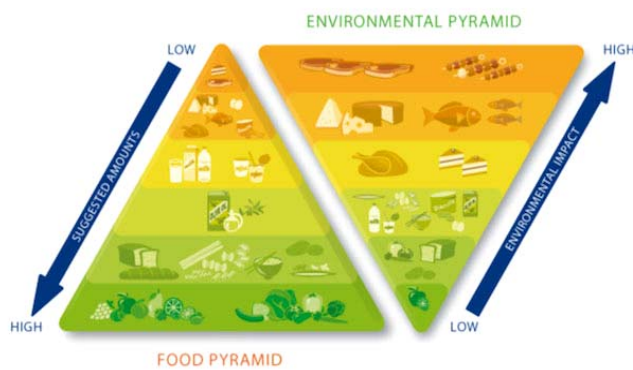 ENVIRONMENTAL PYRAMID
LOW
HIGH
SUGGESTED AMOUNTS
ENVIRONMENTAL IMPACT
HIGH
LOW
FOOD PYRAMID